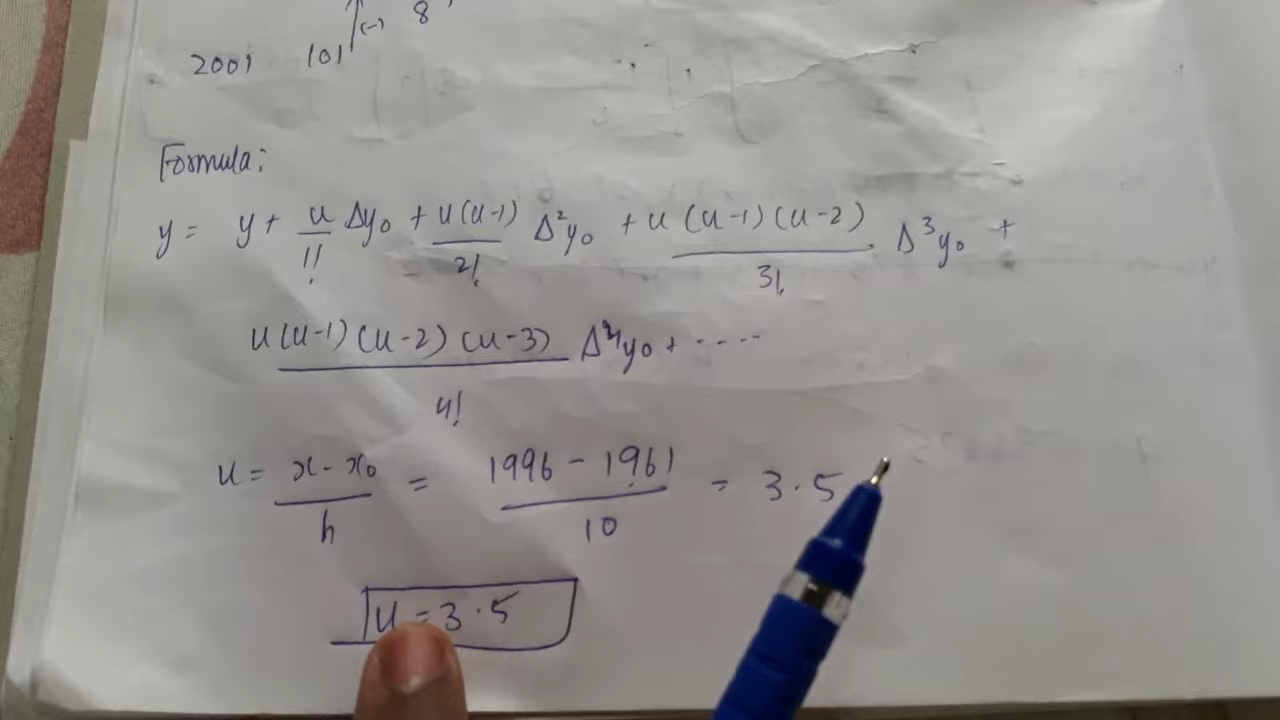 (-) 8
2001 101
Formula:
y = y + u/1! Δy₀ + u(u-1)/2! Δ²y₀ + u(u-1)(u-2)/3! Δ³y₀ +
u(u-1)(u-2)(u-3)/4! Δ⁴y₀ + ----
u = x - x₀/h = 1996 - 1961/10 = 3.5
u = 3.5